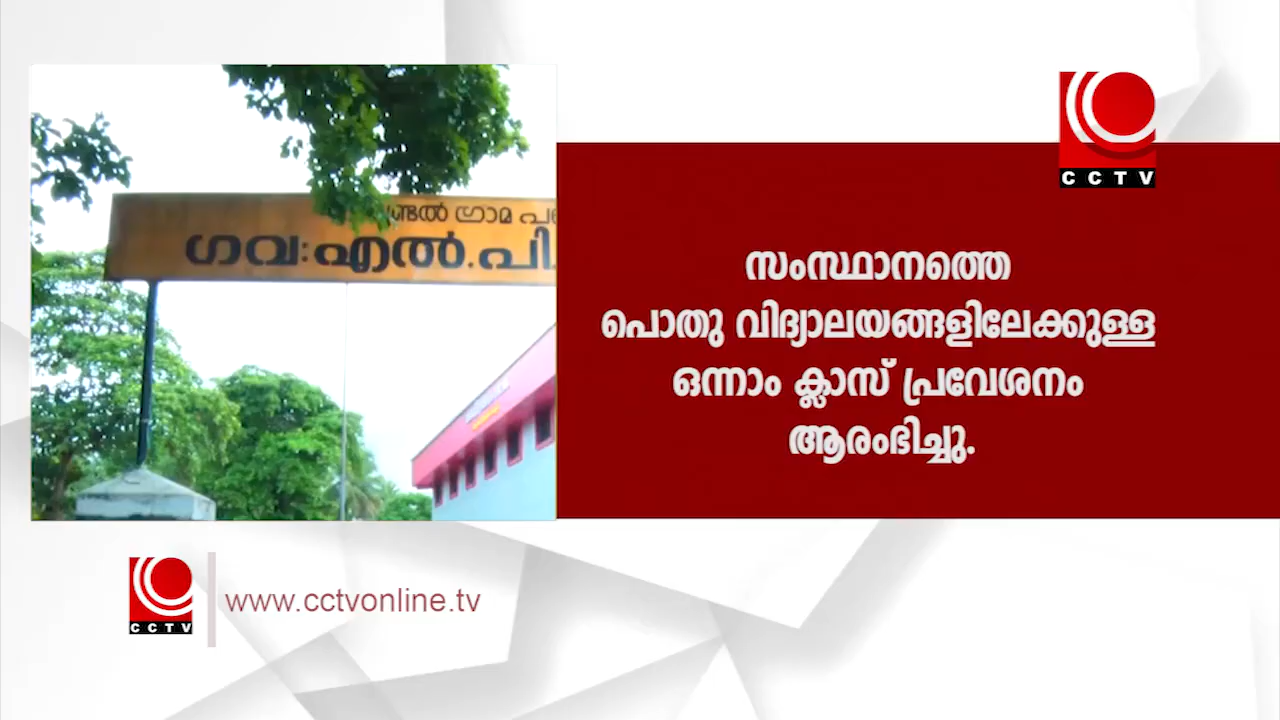 ഗ്രാമ
ഗവ:എൽ.പി.
CCTV
സംസ്ഥാനത്തെ
പൊതു വിദ്യാലയങ്ങളിലേക്കുള്ള
ഒന്നാം ക്ലാസ് പ്രവേശനം
ആരംഭിച്ചു.
CCTV
www.cctvonline.tv